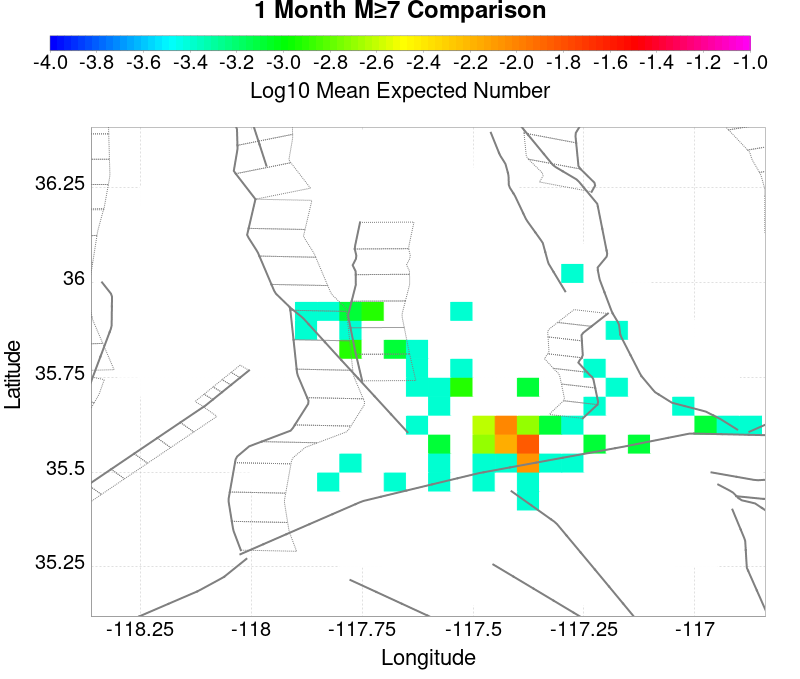 1 Month M≥7 Comparison
-4.0 -3.8 -3.6 -3.4 -3.2 -3.0 -2.8 -2.6 -2.4 -2.2 -2.0 -1.8 -1.6 -1.4 -1.2 -1.0
Log10 Mean Expected Number
36.25
36
35.75
35.5
35.25
Latitude
-118.25 -118 -117.75 -117.5 -117.25 -117
Longitude